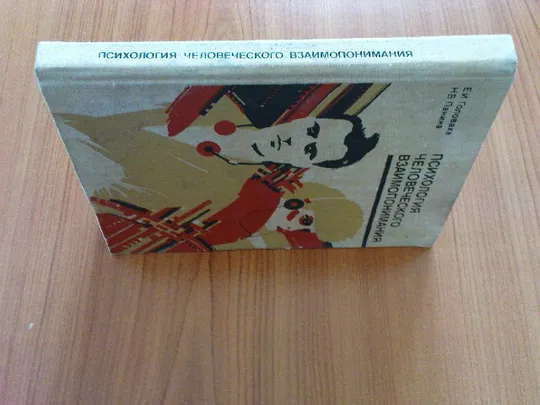 ПСИХОЛОГИЯ ЧЕЛОВЕЧЕСКОГО ВЗАИМОПОНИМАНИЯ
Е.И. Головаха
Н.В. Панина
ПСИХОЛОГИЯ
ЧЕЛОВЕЧЕСКОГО
ВЗАИМОПОНИМАНИЯ